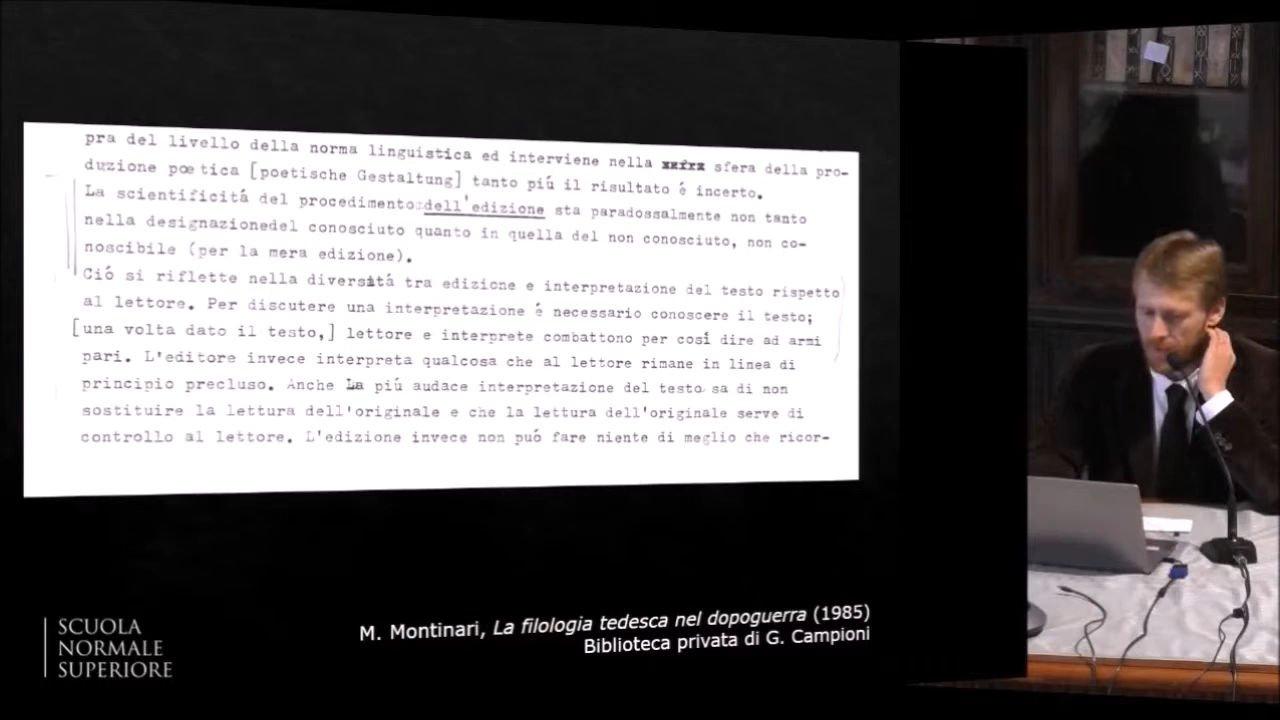 pra del livello della norma linguistica ed interviene nella xxfrx sfera della pro-
duzione poetica [poetische Gestaltung] tanto piú il risultato é incerto.
La scientificitá del procedimento dell'edizione sta paradossalmente non tanto
nella designazionedel conosciuto quanto in quella del non conosciuto, non co-
noscibile (per la mera edizione).
Ció si riflette nella diversitá tra edizione e interpretazione del testo rispetto
al lettore. Per discutere una interpretazione é necessario conoscere il testo;
[una volta dato il testo,] lettore e interprete combattono per cosí dire ad armi
pari. L'editore invece interpreta qualcosa che al lettore rimane in linea di
principio precluso. Anche La piú audace interpretazione del testo sa di non
sostituire la lettura dell'originale e che la lettura dell'originale serve di
controllo al lettore. L'edizione invece non puó fare niente di meglio che ricor-
M. Montinari, La filologia tedesca nel dopoguerra (1985)
Biblioteca privata di G. Campioni
SCUOLA
NORMALE
SUPERIORE